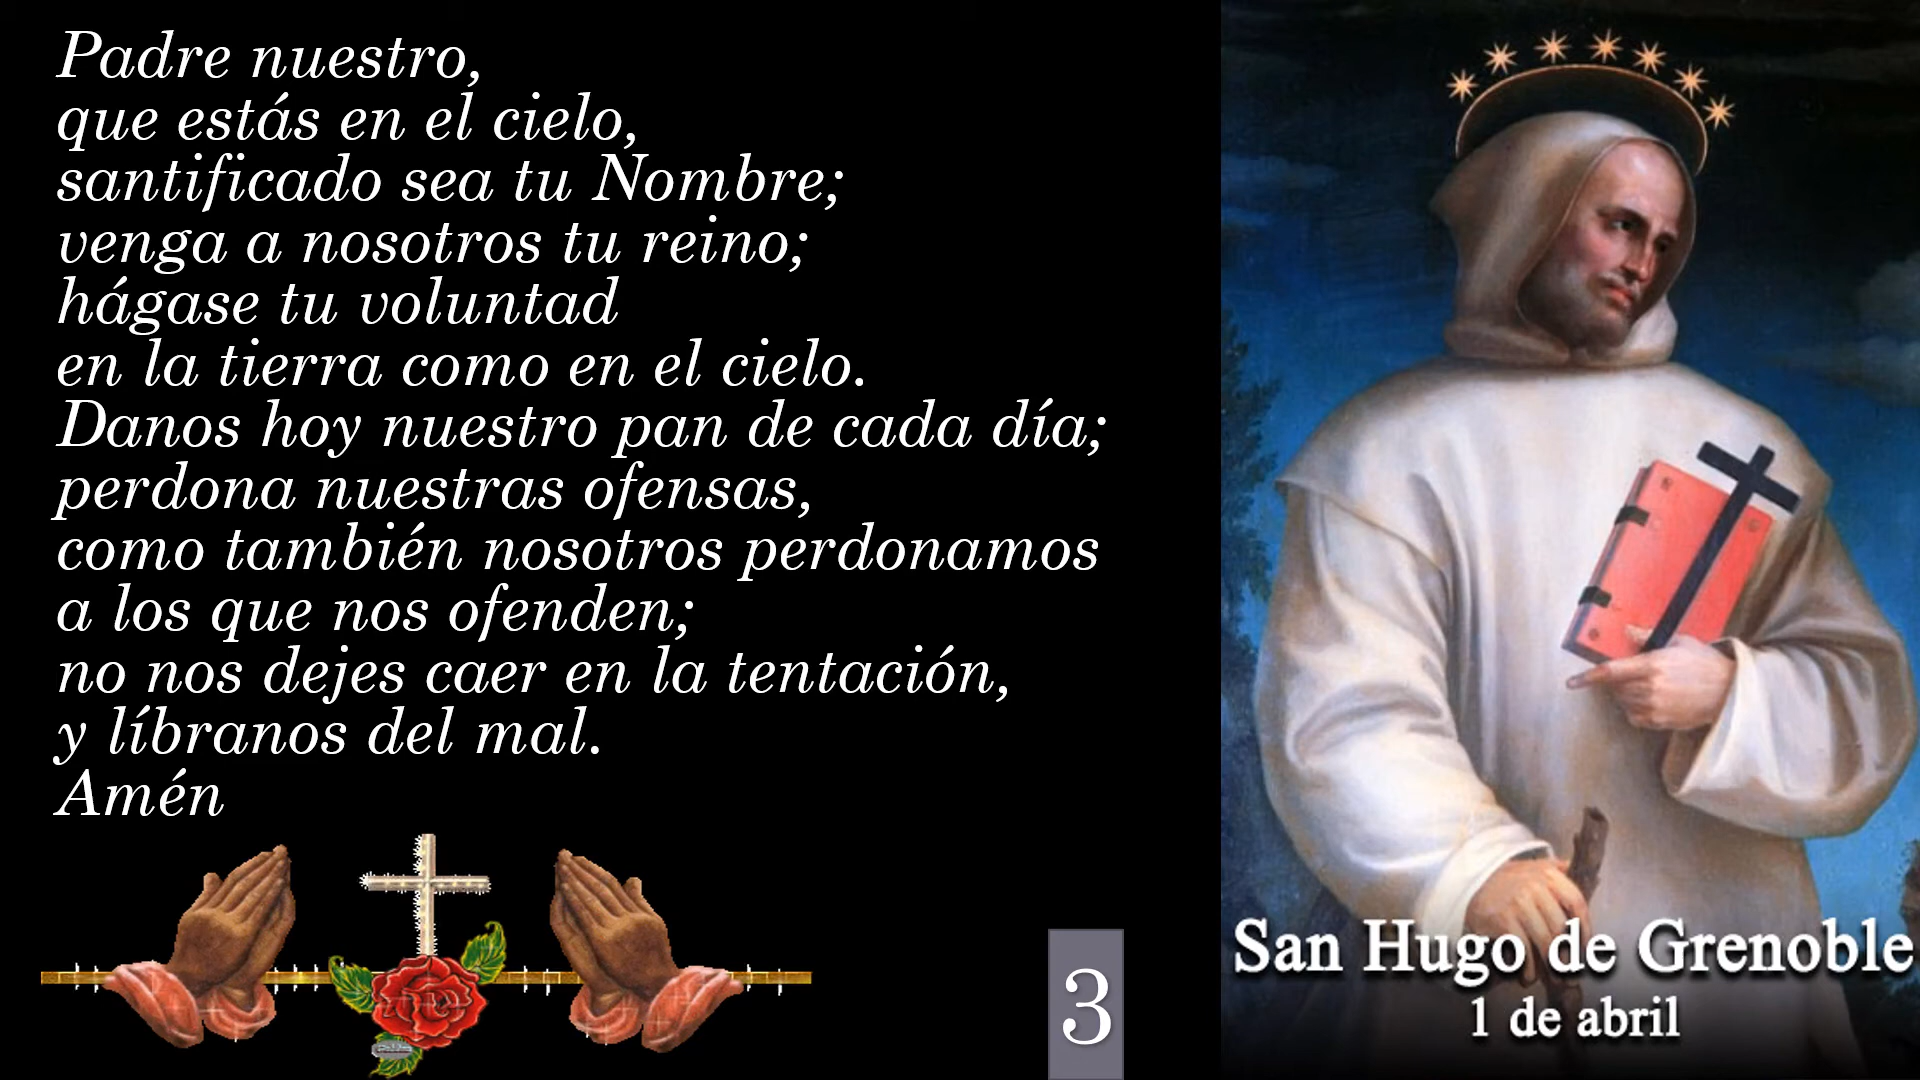 Padre nuestro,
que estás en el cielo,
santificado sea tu Nombre;
venga a nosotros tu reino;
hágase tu voluntad
en la tierra como en el cielo.
Danos hoy nuestro pan de cada día;
perdona nuestras ofensas,
como también nosotros perdonamos
a los que nos ofenden;
no nos dejes caer en la tentación,
y líbranos del mal.
Amén
3
San Hugo de Grenoble
1 de abril